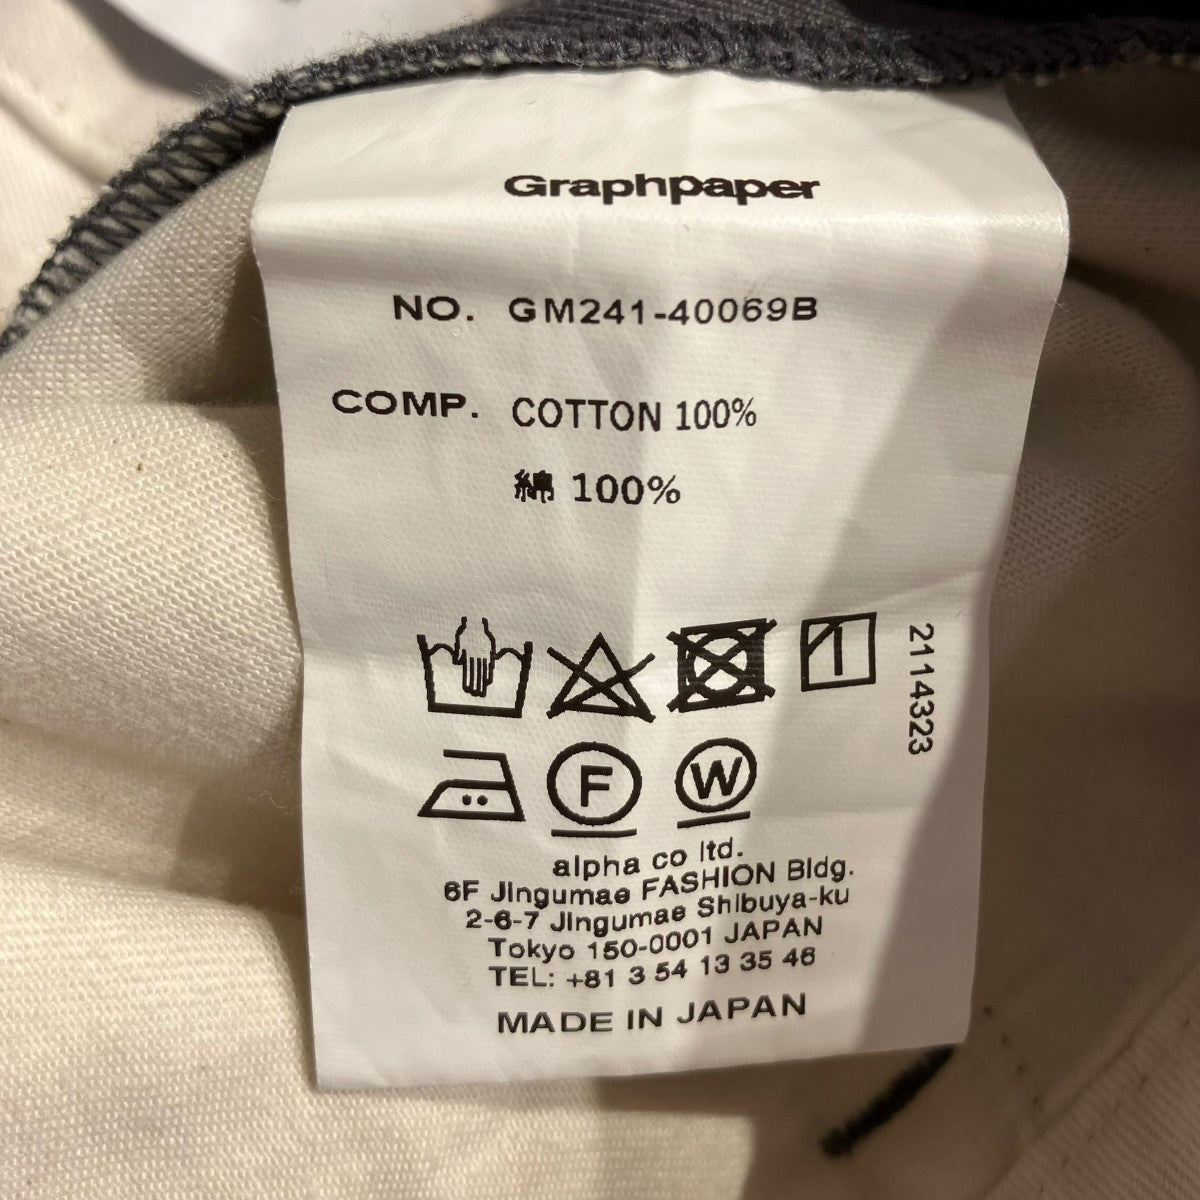 Graphpaper
NO. GM241-40069B
COMP. COTTON 100%
綿 100%
2114323
F W
alpha co ltd.
6F Jingumae FASHION Bldg.
2-6-7 Jingumae Shibuya-ku
Tokyo 150-0001 JAPAN
TEL: +81 3 54 13 35 46
MADE IN JAPAN